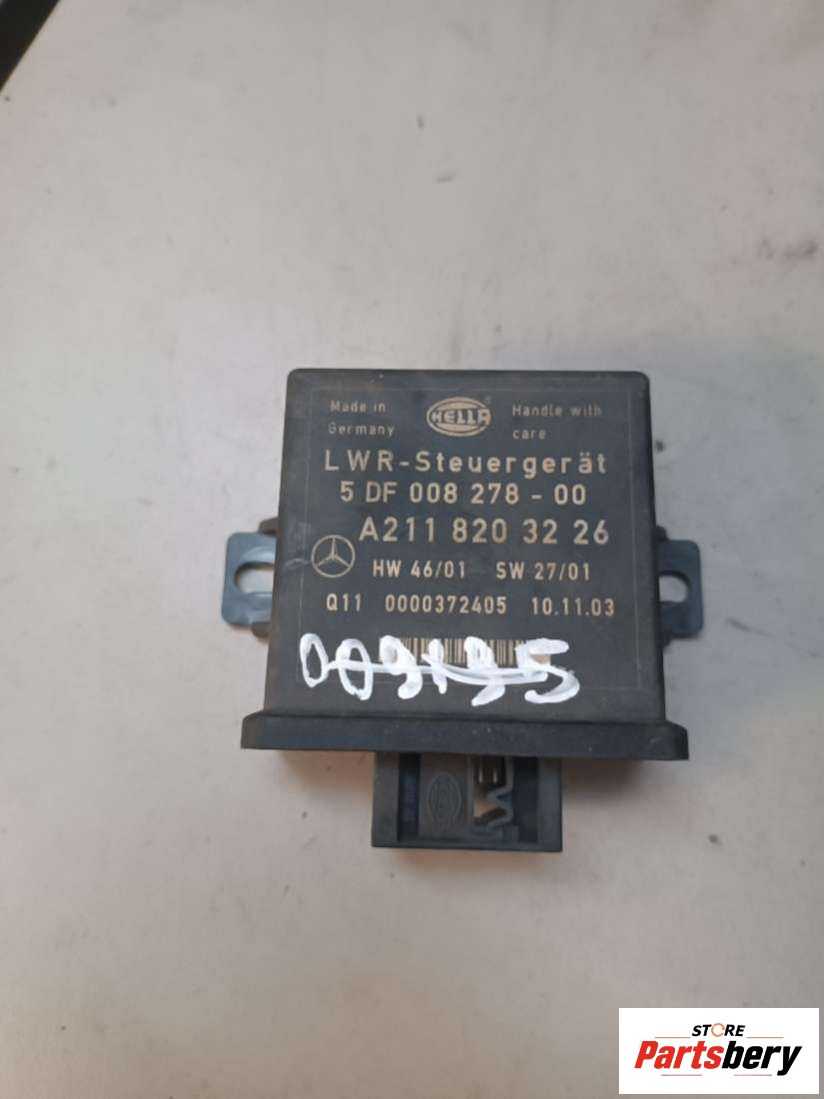 Made in Germany
HELLA
Handle with care
LWR-Steuergerät
5 DF 008 278 - 00
A211 820 32 26
HW 46/01 SW 27/01
Q11 0000372405 10.11.03
009135
STORE
Partsbery